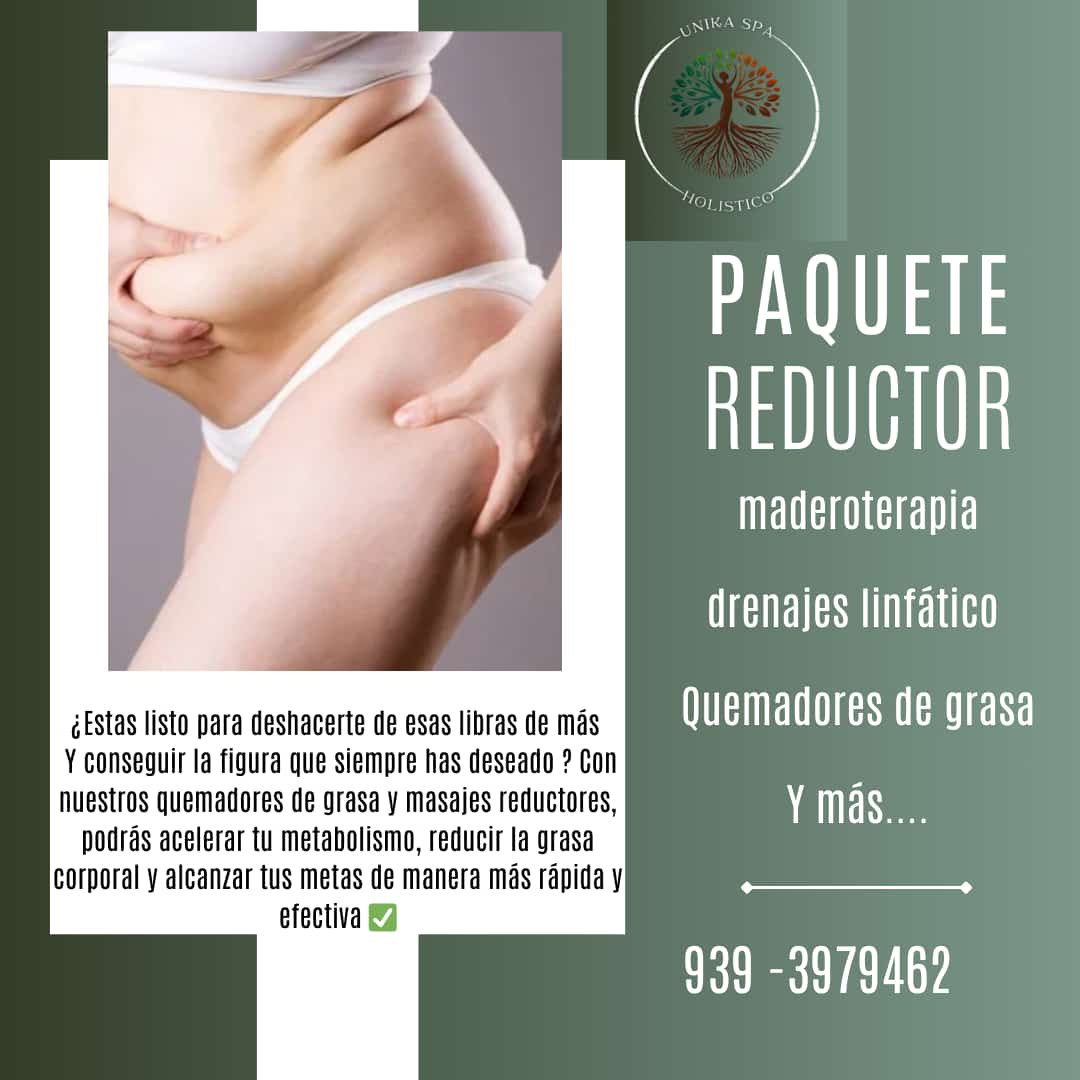 UNIKA SPA
HOLISTICO
PAQUETE
REDUCTOR
maderoterapia
drenajes linfático
Quemadores de grasa
Y más....
¿Estas listo para deshacerte de esas libras de más
Y conseguir la figura que siempre has deseado ? Con
nuestros quemadores de grasa y masajes reductores,
podrás acelerar tu metabolismo, reducir la grasa
corporal y alcanzar tus metas de manera más rápida y
efectiva ✅
939 -3979462